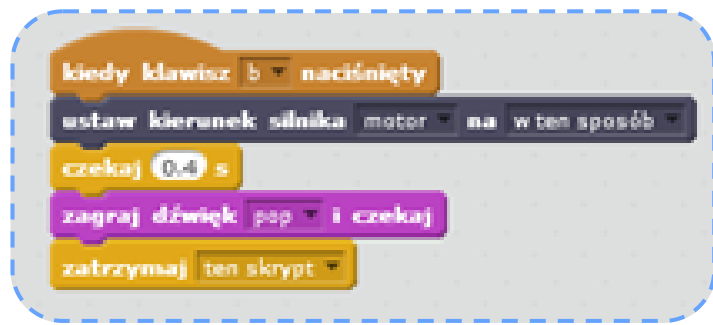 kiedy klawisz b naciśnięty
ustaw kierunek silnika motor na w ten sposób
czekaj 0.4 s
zagraj dźwięk pop i czekaj
zatrzymaj ten skrypt